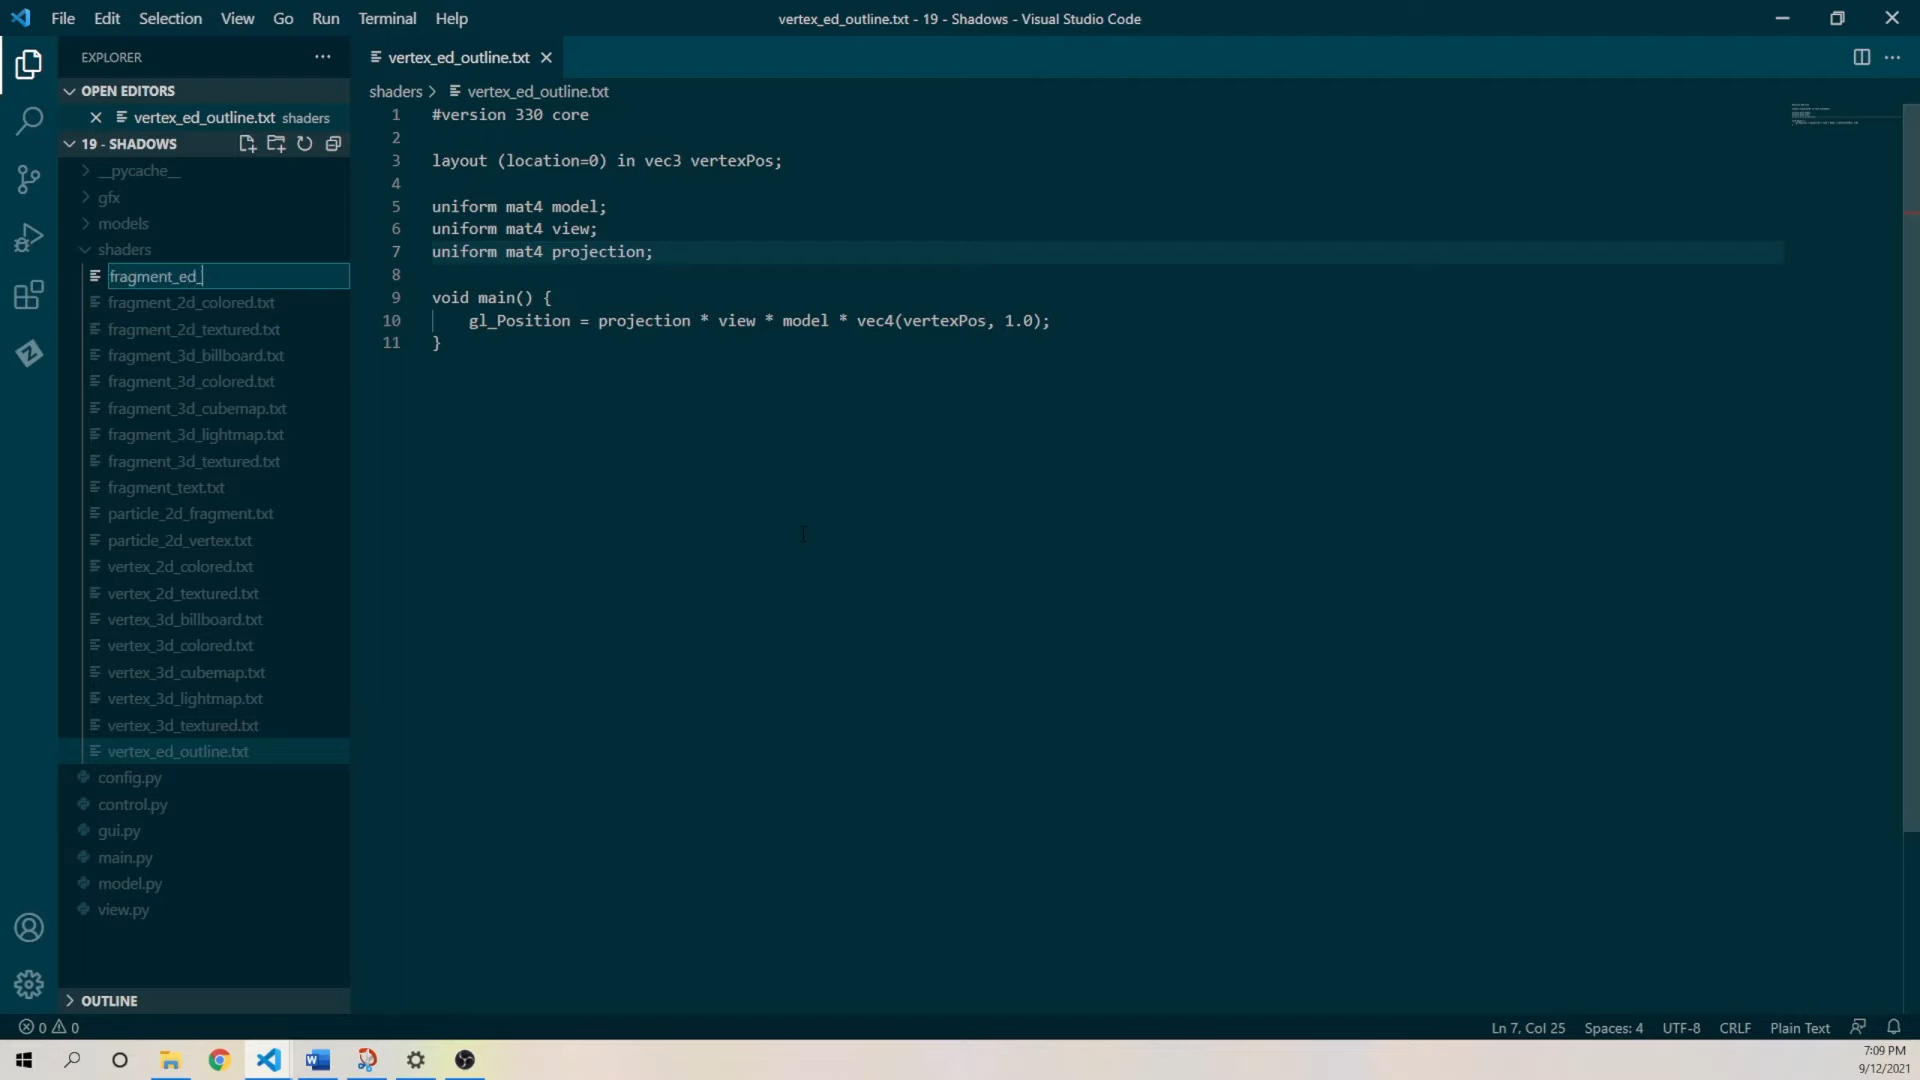 File Edit Selection View Go Run Terminal Help
vertex_ed_outline.txt - 19 - Shadows - Visual Studio Code
EXPLORER
OPEN EDITORS
vertex_ed_outline.txt shaders
19 - SHADOWS
__pycache__
gfx
models
shaders
fragment_ed_
fragment_2d_colored.txt
fragment_2d_textured.txt
fragment_3d_billboard.txt
fragment_3d_colored.txt
fragment_3d_cubemap.txt
fragment_3d_lightmap.txt
fragment_3d_textured.txt
fragment_text.txt
particle_2d_fragment.txt
particle_2d_vertex.txt
vertex_2d_colored.txt
vertex_2d_textured.txt
vertex_3d_billboard.txt
vertex_3d_colored.txt
vertex_3d_cubemap.txt
vertex_3d_lightmap.txt
vertex_3d_textured.txt
vertex_ed_outline.txt
config.py
control.py
gui.py
main.py
model.py
view.py
OUTLINE
vertex_ed_outline.txt
shaders > vertex_ed_outline.txt
1 #version 330 core
2
3 layout (location=0) in vec3 vertexPos;
4
5 uniform mat4 model;
6 uniform mat4 view;
7 uniform mat4 projection;
8
9 void main() {
10 gl_Position = projection * view * model * vec4(vertexPos, 1.0);
11 }
0 0
Ln 7, Col 25 Spaces: 4 UTF-8 CRLF Plain Text
7:09 PM
9/12/2021